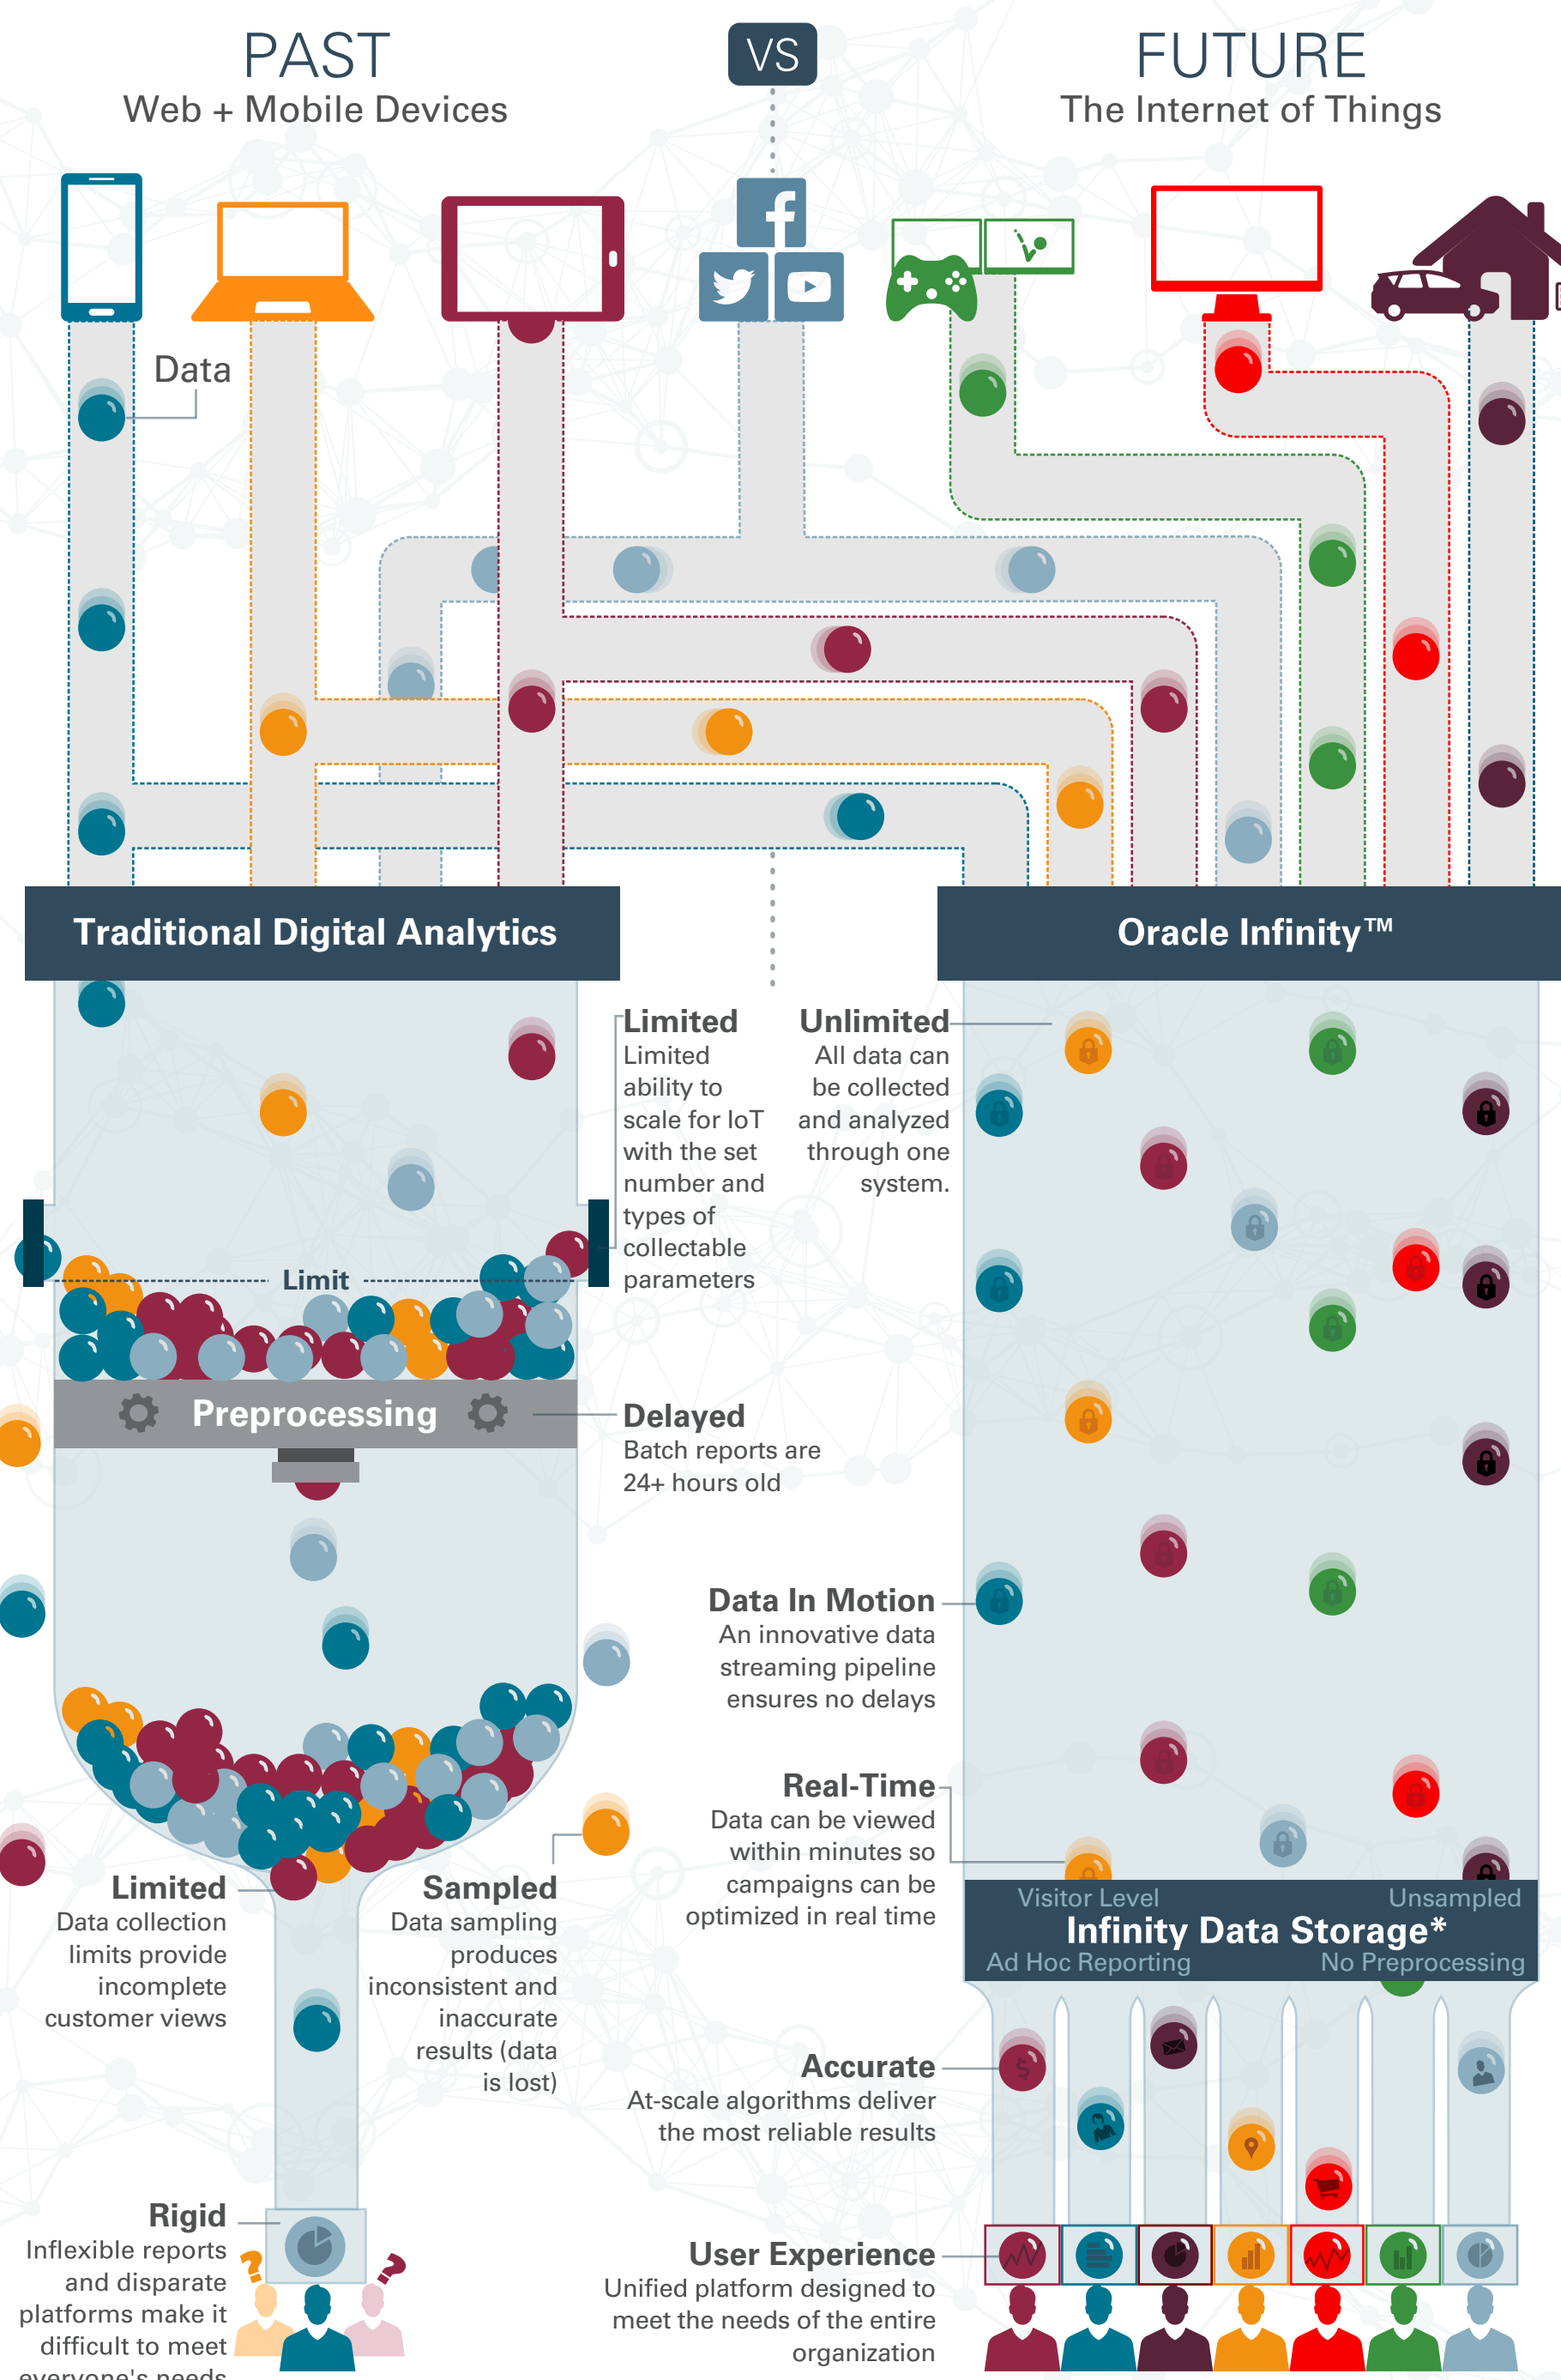 PAST
Web + Mobile Devices
VS
FUTURE
The Internet of Things
Data
Traditional Digital Analytics
Oracle Infinity™
Limited
Limited
ability to
scale for IoT
with the set
number and
types of
collectable
parameters
Unlimited
All data can
be collected
and analyzed
through one
system.
Limit
Preprocessing
Delayed
Batch reports are
24+ hours old
Data In Motion
An innovative data
streaming pipeline
ensures no delays
Real-Time
Data can be viewed
within minutes so
campaigns can be
optimized in real time
Limited
Data collection
limits provide
incomplete
customer views
Sampled
Data sampling
produces
inconsistent and
inaccurate
results (data
is lost)
Visitor Level
Unsampled
Infinity Data Storage*
Ad Hoc Reporting
No Preprocessing
Accurate
At-scale algorithms deliver
the most reliable results
Rigid
Inflexible reports
and disparate
platforms make it
difficult to meet
everyone's needs
User Experience
Unified platform designed to
meet the needs of the entire
organization